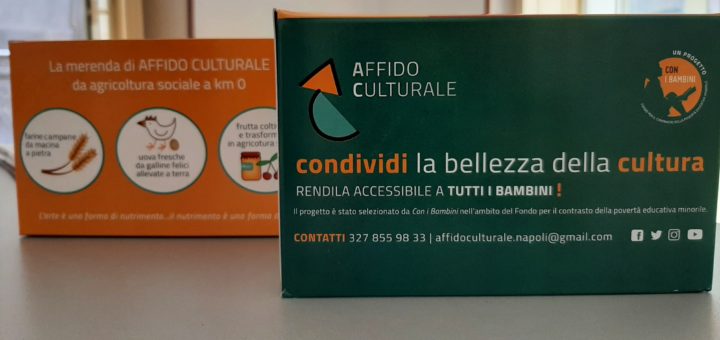 La merenda di AFFIDO CULTURALE
da agricoltura sociale a km 0
farine campane
da macina
a pietra
uova fresche
da galline felici
allevate a terra
frutta
e
in agricoltura
L'arte è una forma di nutrimento...il nutrimento è una forma
AFFIDO
CULTURALE
UN PROGETTO
CON
I BAMBINI
condividi la bellezza della cultura
RENDILA ACCESSIBILE A TUTTI I BAMBINI !
Il progetto è stato selezionato da Con i Bambini nell'ambito del Fondo per il contrasto della povertà educativa minorile.
CONTATTI 327 855 98 33 | affidoculturale.napoli@gmail.com